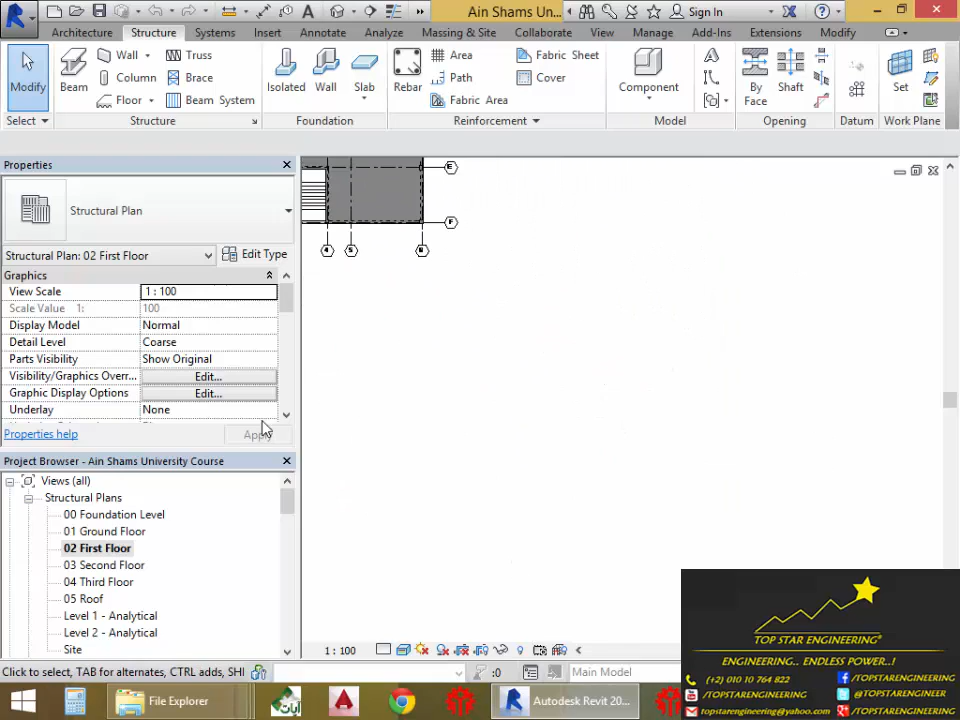 Ain Shams Un...
Sign In
Architecture Structure Systems Insert Annotate Analyze Massing & Site Collaborate View Manage Add-Ins Extensions Modify
Wall Truss Area Fabric Sheet
Column Brace Path Cover
Modify Beam Floor Beam System Isolated Wall Slab Rebar Fabric Area Component By Face Shaft Set
Select Structure Foundation Reinforcement Model Opening Datum Work Plane
Properties
Structural Plan
Structural Plan: 02 First Floor Edit Type
Graphics
View Scale 1 : 100
Scale Value 1: 100
Display Model Normal
Detail Level Coarse
Parts Visibility Show Original
Visibility/Graphics Overr... Edit...
Graphic Display Options Edit...
Underlay None
Properties help Apply
E
F
4 5 6
Project Browser - Ain Shams University Course
Views (all)
Structural Plans
00 Foundation Level
01 Ground Floor
02 First Floor
03 Second Floor
04 Third Floor
05 Roof
Level 1 - Analytical
Level 2 - Analytical
Site
1 : 100
Click to select, TAB for alternates, CTRL adds, SHI
:0
Main Model
File Explorer
Autodesk Revit 20...
TOP STAR ENGINEERING®
ENGINEERING.. ENDLESS POWER..!
(+2) 010 10 764 822 /TOPSTARENGINEERING
/TOPSTARENGINEERING @TOPSTARENGINEER
topstarengineering@yahoo.com /TOPSTARENGINEERING